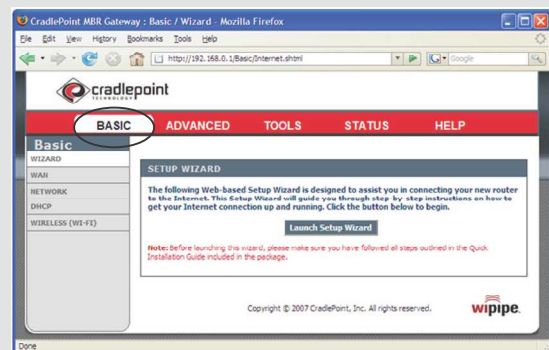 CradlePoint MBR Gateway : Basic / Wizard - Mozilla Firefox
File Edit View History Bookmarks Tools Help
http://192.168.0.1/Basic/Internet.shtml
Google
cradlepoint
TECHNOLOGY
BASIC ADVANCED TOOLS STATUS HELP
Basic
WIZARD
WAN
NETWORK
DHCP
WIRELESS (WI-FI)
SETUP WIZARD
The following Web-based Setup Wizard is designed to assist you in connecting your new router
to the Internet. This Setup Wizard will guide you through step-by-step instructions on how to
get your Internet connection up and running. Click the button below to begin.
Launch Setup Wizard
Note: Before launching this wizard, please make sure you have followed all steps outlined in the Quick
Installation Guide included in the package.
Copyright © 2007 CradlePoint, Inc. All rights reserved.
wipipe.
Done